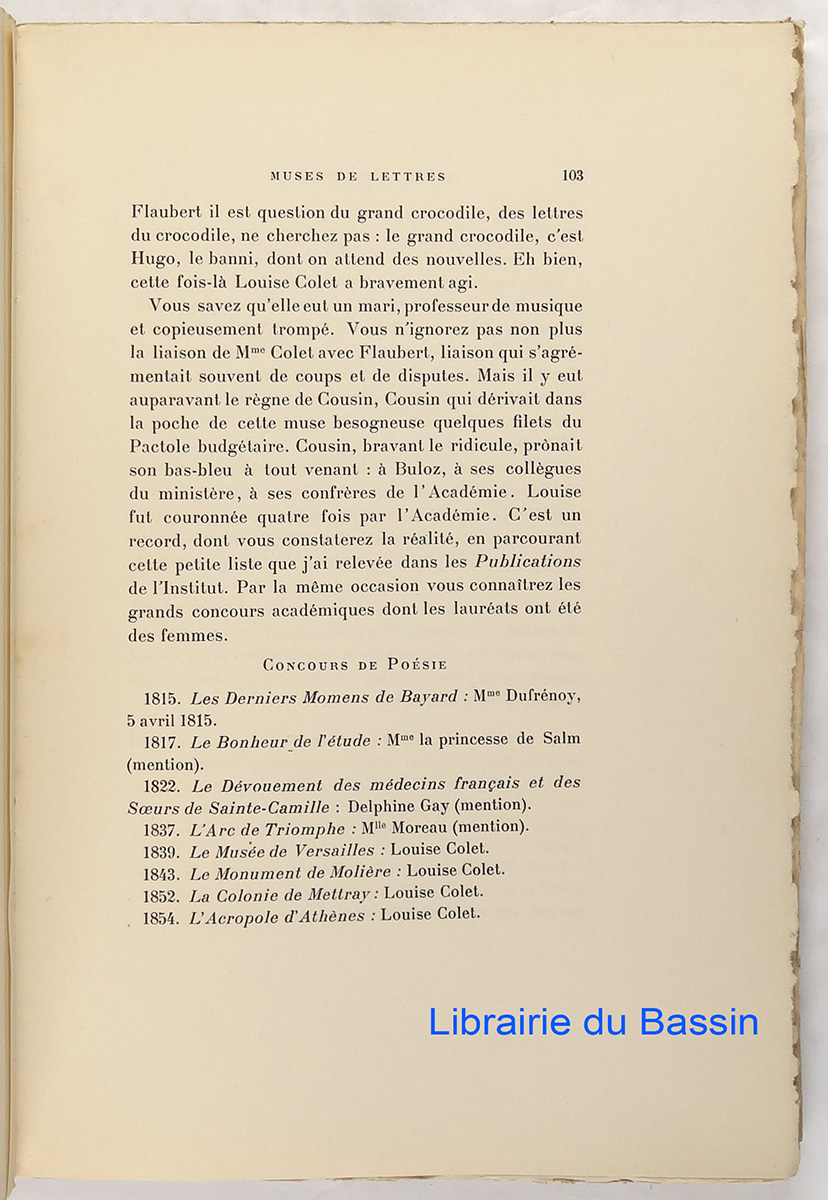 MUSES DE LETTRES 103
Flaubert il est question du grand crocodile, des lettres
du crocodile, ne cherchez pas : le grand crocodile, c'est
Hugo, le banni, dont on attend des nouvelles. Eh bien,
cette fois-là Louise Colet a bravement agi.
Vous savez qu'elle eut un mari, professeur de musique
et copieusement trompé. Vous n'ignorez pas non plus
la liaison de Mme Colet avec Flaubert, liaison qui s'agré-
mentait souvent de coups et de disputes. Mais il y eut
auparavant le règne de Cousin, Cousin qui dérivait dans
la poche de cette muse besogneuse quelques filets du
Pactole budgétaire. Cousin, bravant le ridicule, prônait
son bas-bleu à tout venant : à Buloz, à ses collègues
du ministère, à ses confrères de l'Académie. Louise
fut couronnée quatre fois par l'Académie. C'est un
record, dont vous constaterez la réalité, en parcourant
cette petite liste que j'ai relevée dans les Publications
de l'Institut. Par la même occasion vous connaîtrez les
grands concours académiques dont les lauréats ont été
des femmes.
CONCOURS DE POÉSIE
1815. Les Derniers Momens de Bayard : Mme Dufrénoy,
5 avril 1815.
1817. Le Bonheur de l'étude : Mme la princesse de Salm
(mention).
1822. Le Dévouement des médecins français et des
Sœurs de Sainte-Camille : Delphine Gay (mention).
1837. L'Arc de Triomphe : Mlle Moreau (mention).
1839. Le Musée de Versailles : Louise Colet.
1843. Le Monument de Molière : Louise Colet.
1852. La Colonie de Mettray : Louise Colet.
1854. L'Acropole d'Athènes : Louise Colet.
Librairie du Bassin